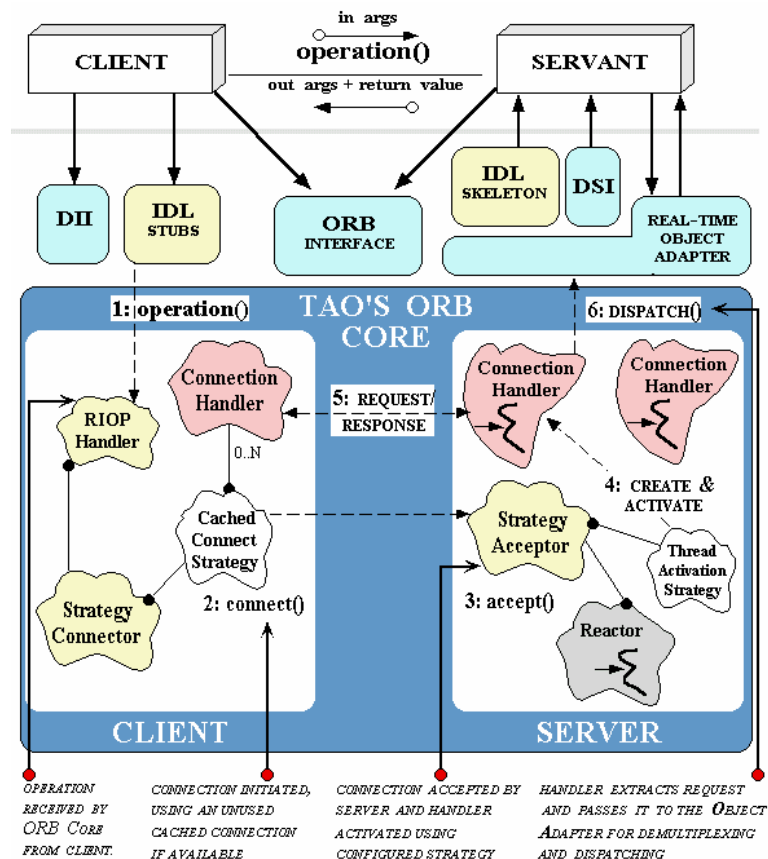 in args
operation()
out args + return value
CLIENT
SERVANT
DII
IDL
STUBS
ORB
INTERFACE
IDL
SKELETON
DSI
REAL-TIME
OBJECT
ADAPTER
1: operation()
TAO'S ORB
CORE
6: DISPATCH()
RIOP
Handler
Connection
Handler
0..N
Cached
Connect
Strategy
2: connect()
Strategy
Connector
CLIENT
5: REQUEST/
RESPONSE
Connection
Handler
Connection
Handler
4: CREATE &
ACTIVATE
Strategy
Acceptor
3: accept()
Thread
Activation
Strategy
Reactor
SERVER
OPERATION
RECEIVED BY
ORB CORE
FROM CLIENT.
CONNECTION INITIATED,
USING AN UNUSED
CACHED CONNECTION
IF AVAILABLE
CONNECTION ACCEPTED BY
SERVER AND HANDLER
ACTIVATED USING
CONFIGURED STRATEGY
HANDLER EXTRACTS REQUEST
AND PASSES IT TO THE OBJECT
ADAPTER FOR DEMULTIPLEXING
AND DISPATCHING